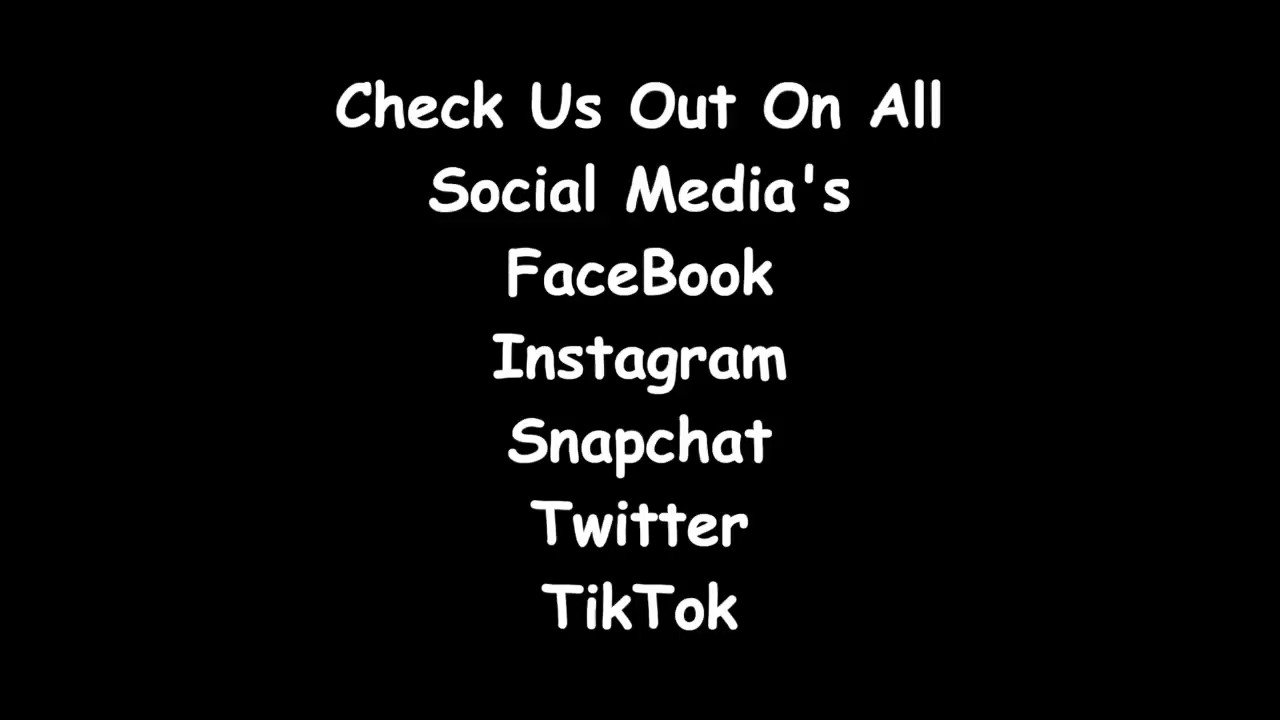 Check Us Out On All
Social Media's
FaceBook
Instagram
Snapchat
Twitter
TikTok